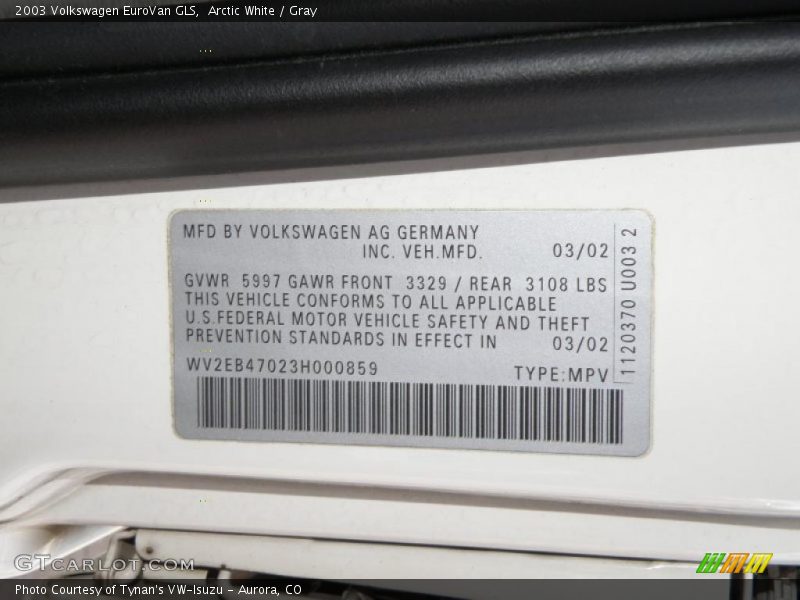 2003 Volkswagen EuroVan GLS, Arctic White / Gray
MFD BY VOLKSWAGEN AG GERMANY
INC. VEH.MFD. 03/02
GVWR 5997 GAWR FRONT 3329 / REAR 3108 LBS
THIS VEHICLE CONFORMS TO ALL APPLICABLE
U.S.FEDERAL MOTOR VEHICLE SAFETY AND THEFT
PREVENTION STANDARDS IN EFFECT IN 03/02
WV2EB47023H000859 TYPE:MPV
1120370 U003 2
GTCarLot.com
Photo Courtesy of Tynan's VW-Isuzu - Aurora, CO